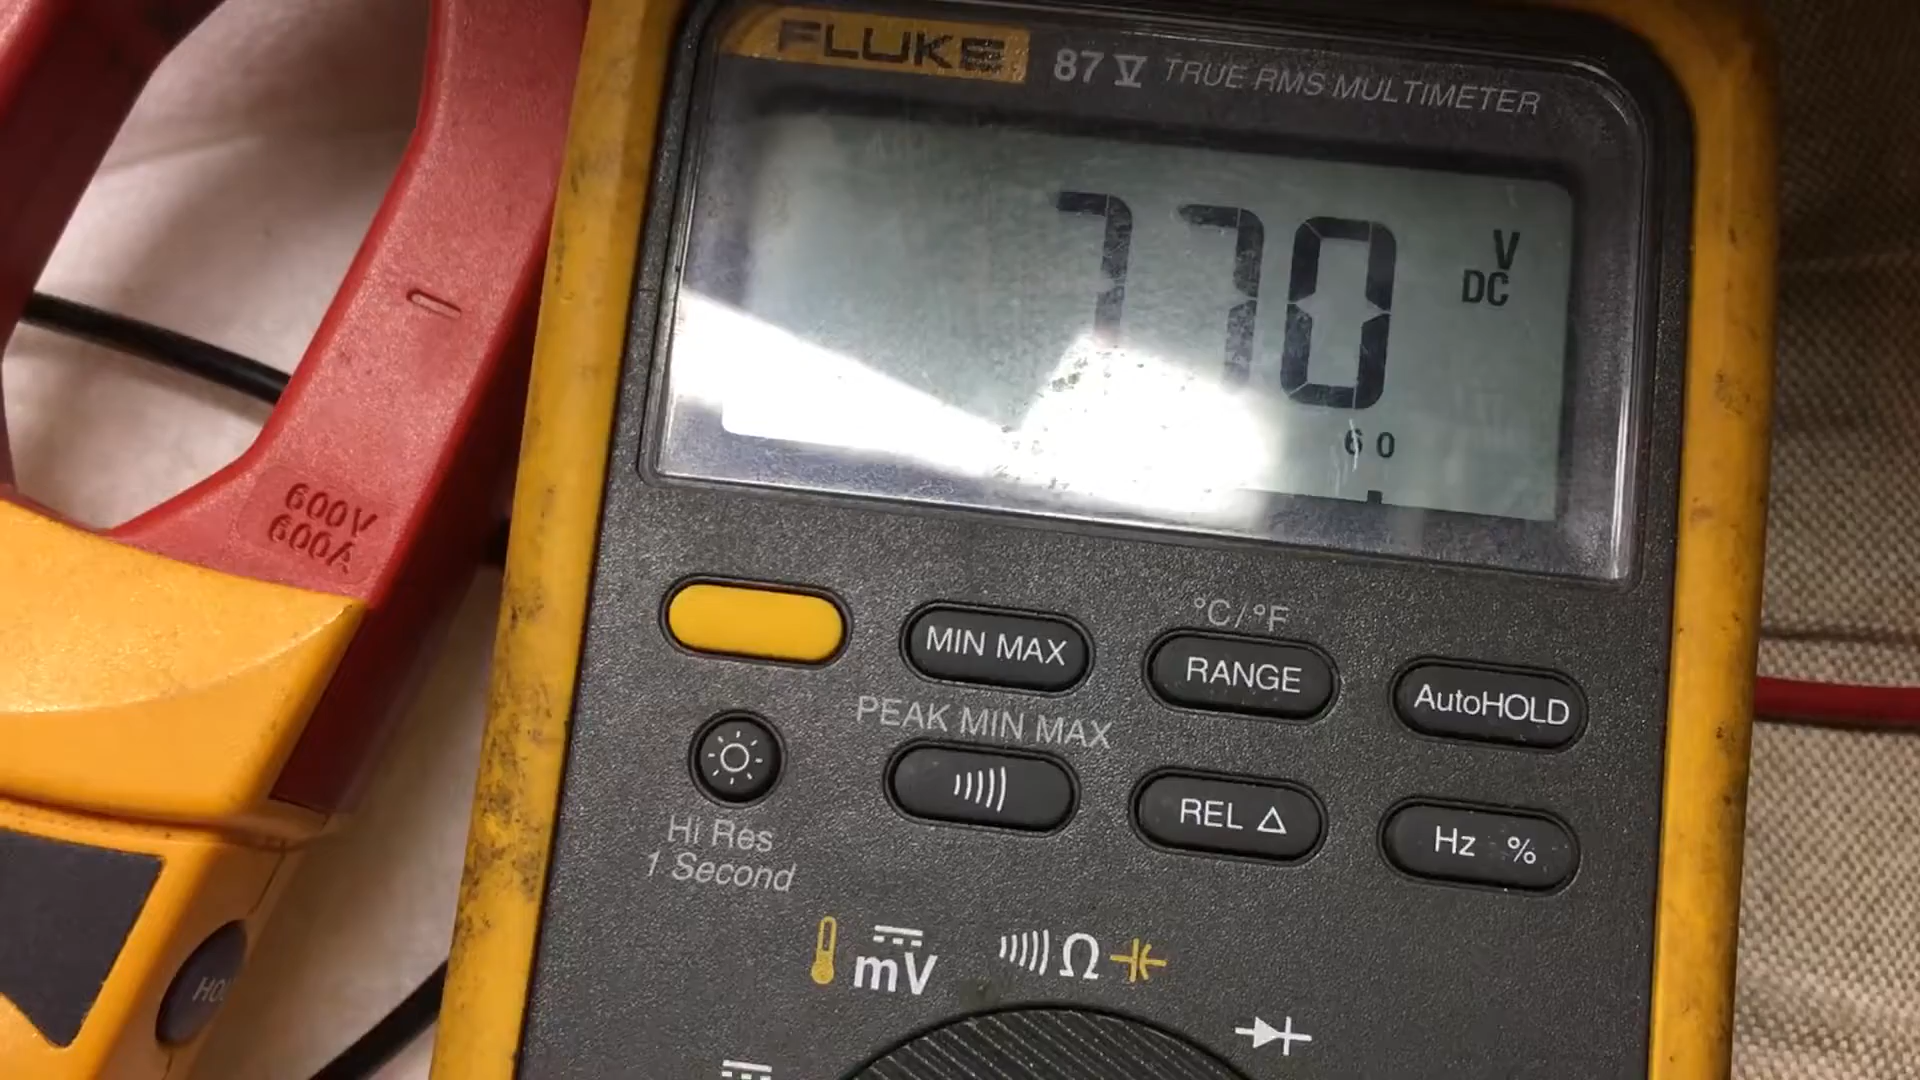 FLUKE 87 V TRUE RMS MULTIMETER
770 V DC
60
600V
600A
MIN MAX
°C/°F
RANGE
AutoHOLD
PEAK MIN MAX
REL Δ
Hz %
Hi Res
1 Second
mV
Ω